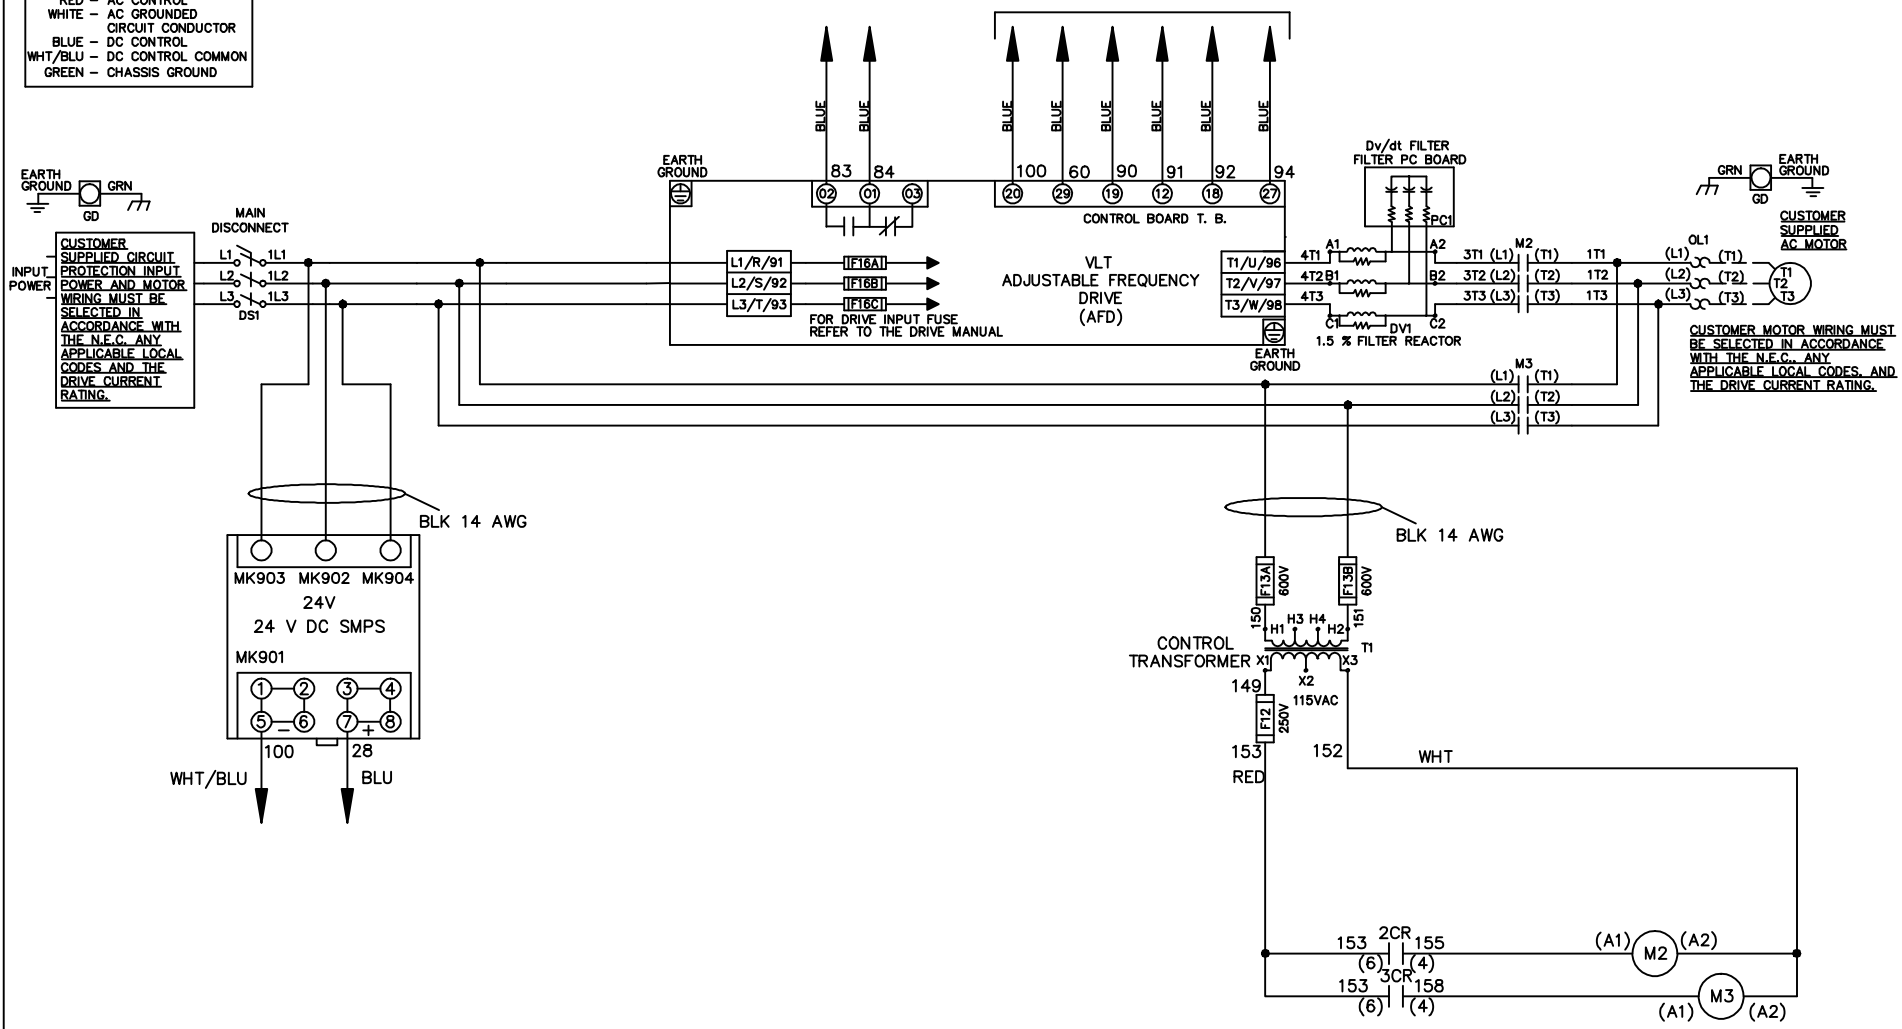 RED – AC CONTROL
WHITE – AC GROUNDED
CIRCUIT CONDUCTOR
BLUE – DC CONTROL
WHT/BLU – DC CONTROL COMMON
GREEN – CHASSIS GROUND
BLUE
BLUE
BLUE
BLUE
BLUE
BLUE
BLUE
BLUE
EARTH
GROUND
GRN
GD
MAIN
DISCONNECT
INPUT
POWER
CUSTOMER
SUPPLIED CIRCUIT
PROTECTION INPUT
POWER AND MOTOR
WIRING MUST BE
SELECTED IN
ACCORDANCE WITH
THE N.E.C. ANY
APPLICABLE LOCAL
CODES AND THE
DRIVE CURRENT
RATING.
L1 1L1
L2 1L2
L3 1L3
DS1
EARTH
GROUND
83 84
02 01 03
100 60 90 91 92 94
20 29 19 12 18 27
CONTROL BOARD T. B.
L1/R/91
L2/S/92
L3/T/93
F16A
F16B
F16C
FOR DRIVE INPUT FUSE
REFER TO THE DRIVE MANUAL
VLT
ADJUSTABLE FREQUENCY
DRIVE
(AFD)
T1/U/96
T2/V/97
T3/W/98
EARTH
GROUND
Dv/dt FILTER
FILTER PC BOARD
PC1
4T1 A1 A2
4T2 B1 B2
4T3
C1 DV1 C2
1.5 % FILTER REACTOR
M2
3T1 (L1) (T1) 1T1
3T2 (L2) (T2) 1T2
3T3 (L3) (T3) 1T3
OL1
(L1) (T1)
(L2) (T2)
(L3) (T3)
T1
T2
T3
GRN
EARTH
GROUND
GD
CUSTOMER
SUPPLIED
AC MOTOR
CUSTOMER MOTOR WIRING MUST
BE SELECTED IN ACCORDANCE
WITH THE N.E.C., ANY
APPLICABLE LOCAL CODES, AND
THE DRIVE CURRENT RATING.
M3
(L1) (T1)
(L2) (T2)
(L3) (T3)
BLK 14 AWG
MK903 MK902 MK904
24V
24 V DC SMPS
MK901
1 2 3 4
5 6 7 8
– +
100 28
WHT/BLU BLU
BLK 14 AWG
F13A
600V
F13B
600V
150 151
H1 H3 H4 H2
T1
CONTROL
TRANSFORMER
X1 X3
X2
149
115VAC
F12
250V
153 152
RED
WHT
2CR
153 155
(6) (4)
(A1) M2 (A2)
3CR
153 158
(6) (4)
(A1) M3 (A2)